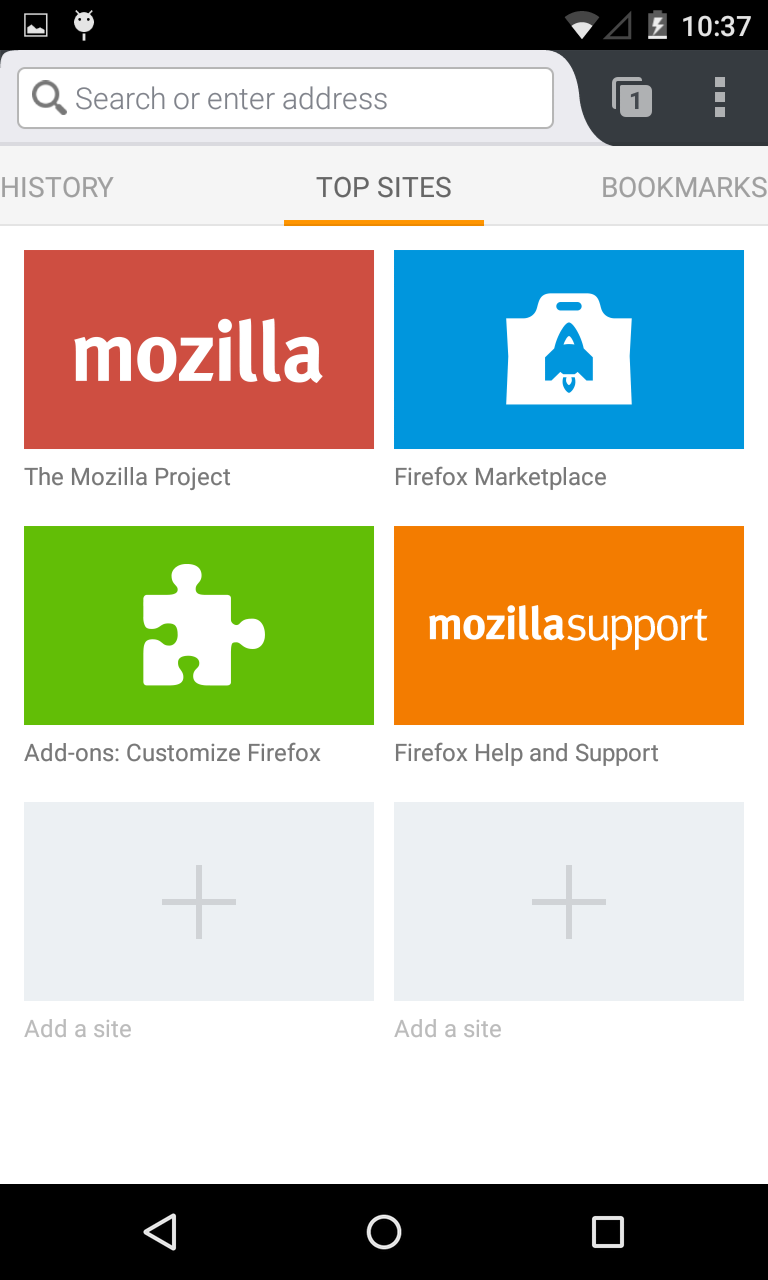 10:37
Search or enter address
1
HISTORY TOP SITES BOOKMARKS
mozilla
The Mozilla Project
Firefox Marketplace
mozillasupport
Add-ons: Customize Firefox
Firefox Help and Support
Add a site
Add a site